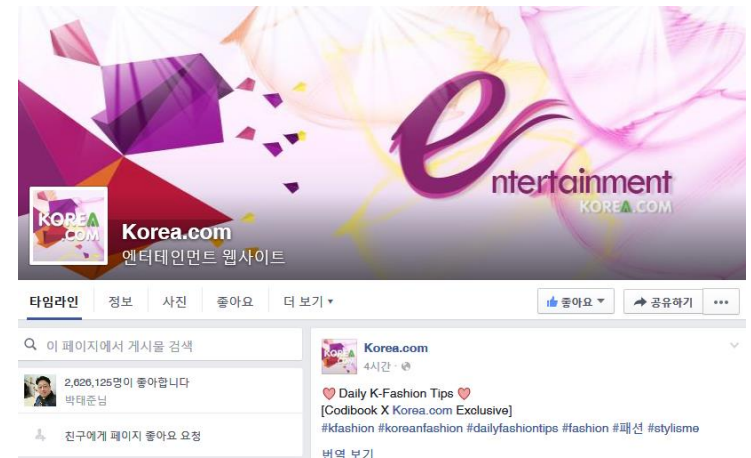 entertainment
KOREA.COM
KOREA
.COM
Korea.com
엔터테인먼트 웹사이트
타임라인 정보 사진 좋아요 더 보기 ▾
좋아요 ▾ 공유하기 •••
이 페이지에서 게시물 검색
2,626,125명이 좋아합니다
박태준님
친구에게 페이지 좋아요 요청
KOREA
.COM
Korea.com
4시간 ·
Daily K-Fashion Tips
[Codibook X Korea.com Exclusive]
#kfashion #koreanfashion #dailyfashiontips #fashion #패션 #stylisme
번역 보기